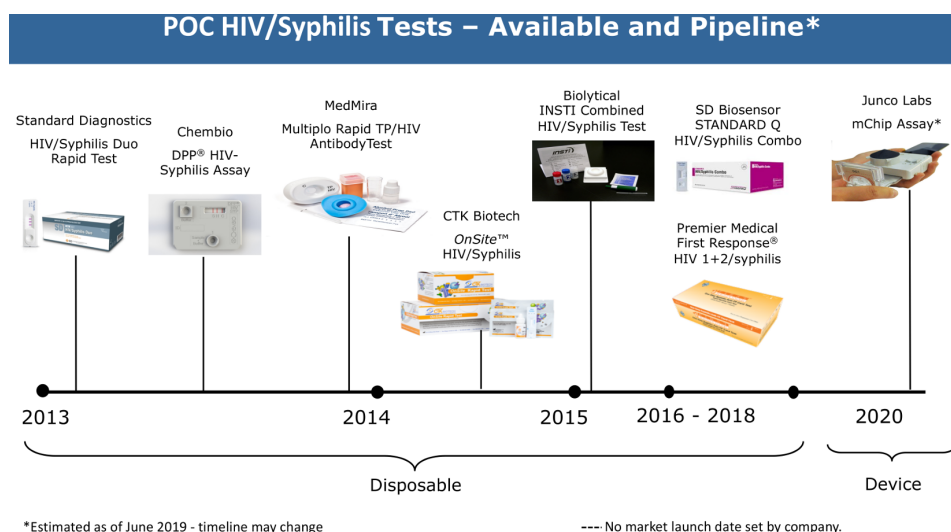 POC HIV/Syphilis Tests – Available and Pipeline*
Standard Diagnostics
HIV/Syphilis Duo
Rapid Test
Chembio
DPP® HIV-
Syphilis Assay
MedMira
Multiplo Rapid TP/HIV
AntibodyTest
CTK Biotech
OnSite™
HIV/Syphilis
Biolytical
INSTI Combined
HIV/Syphilis Test
INSTI
SD Biosensor
STANDARD Q
HIV/Syphilis Combo
Premier Medical
First Response®
HIV 1+2/syphilis
Junco Labs
mChip Assay*
2013
2014
2015
2016 - 2018
2020
Disposable
Device
*Estimated as of June 2019 - timeline may change
---- No market launch date set by company.